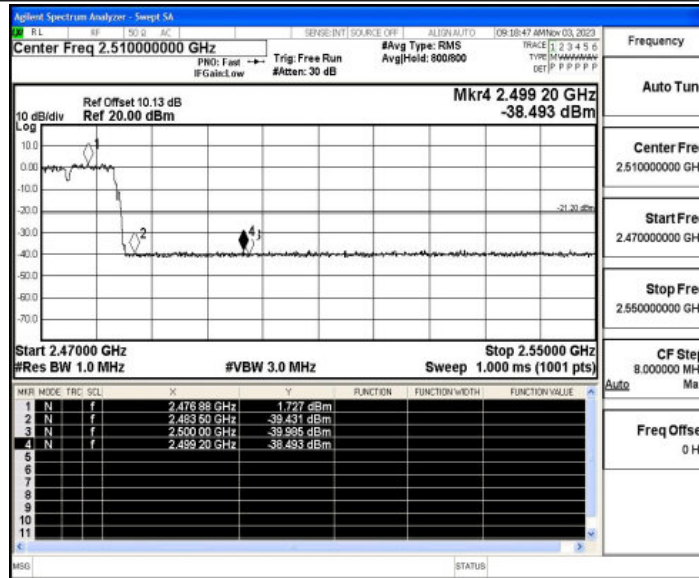 Agilent Spectrum Analyzer - Swept SA
RL RF 50 Ω AC SENSE:INT SOURCE OFF ALIGN AUTO 09:18:47 AM Nov 03, 2023
Center Freq 2.510000000 GHz
#Avg Type: RMS
TRACE 1 2 3 4 5 6
PNO: Fast Trig: Free Run Avg|Hold: 800/800
TYPE M W W W W W
IFGain:Low #Atten: 30 dB
DET P P P P P P
Mkr4 2.499 20 GHz
-38.493 dBm
Ref Offset 10.13 dB
10 dB/div Ref 20.00 dBm
Log
10.0
0.00
-10.0
-20.0
-30.0
-40.0
-50.0
-60.0
-70.0
1
2
4
3
-21.20 dBm
Start 2.47000 GHz Stop 2.55000 GHz
#Res BW 1.0 MHz #VBW 3.0 MHz Sweep 1.000 ms (1001 pts)
MKR MODE TRC SCL X Y FUNCTION FUNCTION WIDTH FUNCTION VALUE
1 N f 2.476 88 GHz 1.727 dBm
2 N f 2.483 50 GHz -39.431 dBm
3 N f 2.500 00 GHz -39.985 dBm
4 N f 2.499 20 GHz -38.493 dBm
5
6
7
8
9
10
11
MSG STATUS
Frequency
Auto Tun
Center Fre
2.510000000 GH
Start Fre
2.470000000 GH
Stop Fre
2.550000000 GH
CF Step
8.000000 MH
Auto Ma
Freq Offse
0 H